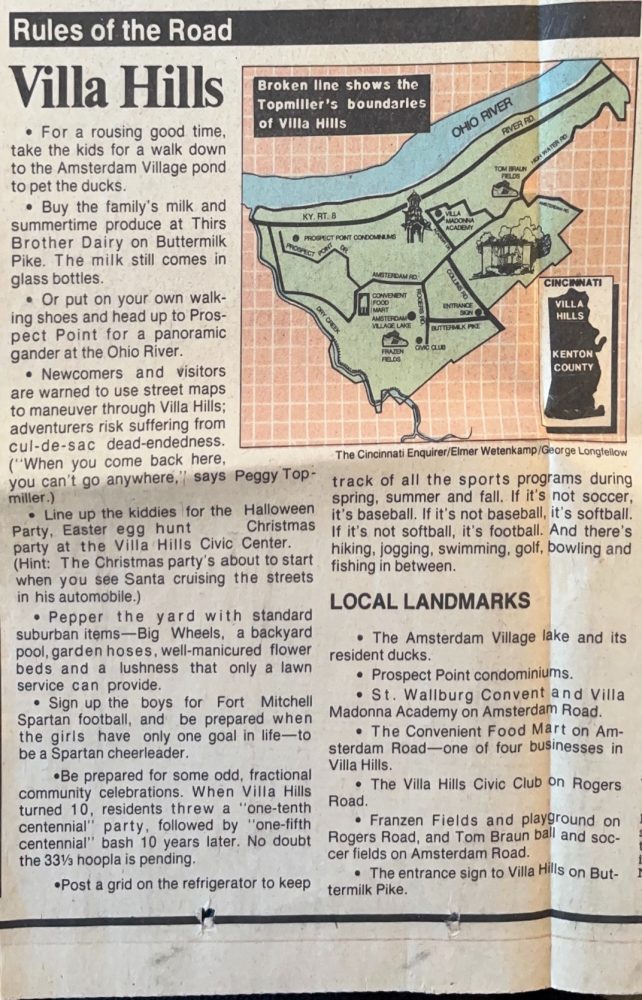 Rules of the Road
Villa Hills
• For a rousing good time,
take the kids for a walk down
to the Amsterdam Village pond
to pet the ducks.
• Buy the family's milk and
summertime produce at Thirs
Brother Dairy on Buttermilk
Pike. The milk still comes in
glass bottles.
• Or put on your own walk-
ing shoes and head up to Pros-
pect Point for a panoramic
gander at the Ohio River.
• Newcomers and visitors
are warned to use street maps
to maneuver through Villa Hills;
adventurers risk suffering from
cul-de-sac dead-endedness.
("When you come back here,
you can't go anywhere," says Peggy Top-
miller.)
• Line up the kiddies for the Halloween
Party, Easter egg hunt Christmas
party at the Villa Hills Civic Center.
(Hint: The Christmas party's about to start
when you see Santa cruising the streets
in his automobile.)
• Pepper the yard with standard
suburban items—Big Wheels, a backyard
pool, garden hoses, well-manicured flower
beds and a lushness that only a lawn
service can provide.
• Sign up the boys for Fort Mitchell
Spartan football, and be prepared when
the girls have only one goal in life—to
be a Spartan cheerleader.
•Be prepared for some odd, fractional
community celebrations. When Villa Hills
turned 10, residents threw a "one-tenth
centennial" party, followed by "one-fifth
centennial" bash 10 years later. No doubt
the 33⅓ hoopla is pending.
•Post a grid on the refrigerator to keep
Broken line shows the
Topmiller's boundaries
of Villa Hills
OHIO RIVER
RIVER RD.
HIGH WATER RD.
TOM BRAUN
FIELDS
AMSTERDAM RD.
KY. RT. 8
VILLA
MADONNA
ACADEMY
PROSPECT POINT CONDOMINIUMS
PROSPECT POINT DR.
AMSTERDAM RD.
COLLINS RD.
CONVENIENT
FOOD
MART
ROGERS RD.
ENTRANCE
SIGN
AMSTERDAM
VILLAGE LAKE
BUTTERMILK PIKE
DRY CREEK
FRAZEN
FIELDS
CIVIC CLUB
CINCINNATI
VILLA
HILLS
KENTON
COUNTY
The Cincinnati Enquirer/Elmer Wetenkamp/George Longfellow
track of all the sports programs during
spring, summer and fall. If it's not soccer,
it's baseball. If it's not baseball, it's softball.
If it's not softball, it's football. And there's
hiking, jogging, swimming, golf, bowling and
fishing in between.
LOCAL LANDMARKS
• The Amsterdam Village lake and its
resident ducks.
• Prospect Point condominiums.
• St. Wallburg Convent and Villa
Madonna Academy on Amsterdam Road.
• The Convenient Food Mart on Am-
sterdam Road—one of four businesses in
Villa Hills.
• The Villa Hills Civic Club on Rogers
Road.
• Franzen Fields and playground on
Rogers Road, and Tom Braun ball and soc-
cer fields on Amsterdam Road.
• The entrance sign to Villa Hills on But-
termilk Pike.